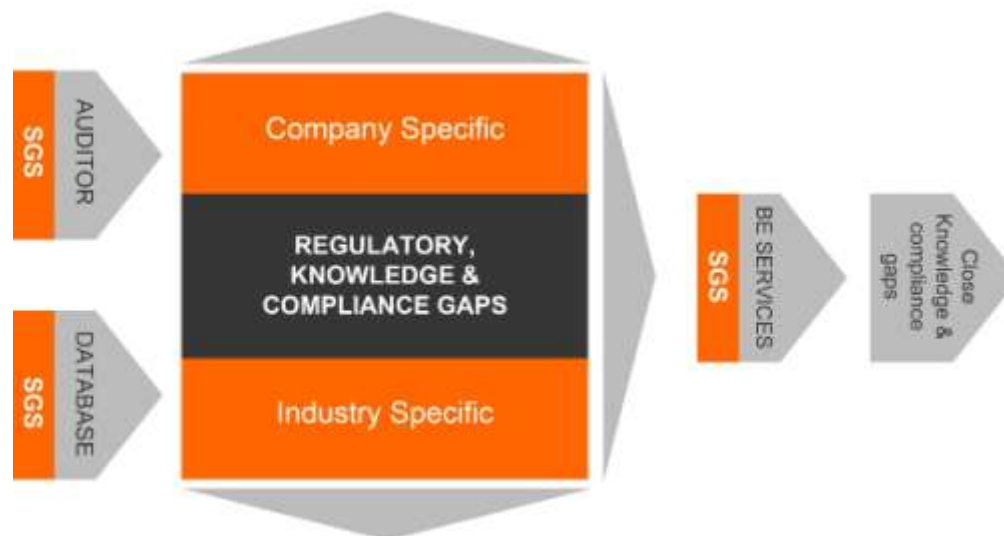 SGS
AUDITOR
Company Specific
REGULATORY,
KNOWLEDGE &
COMPLIANCE GAPS
Industry Specific
SGS
DATABASE
SGS
BE SERVICES
Close
Knowledge &
compliance
gaps